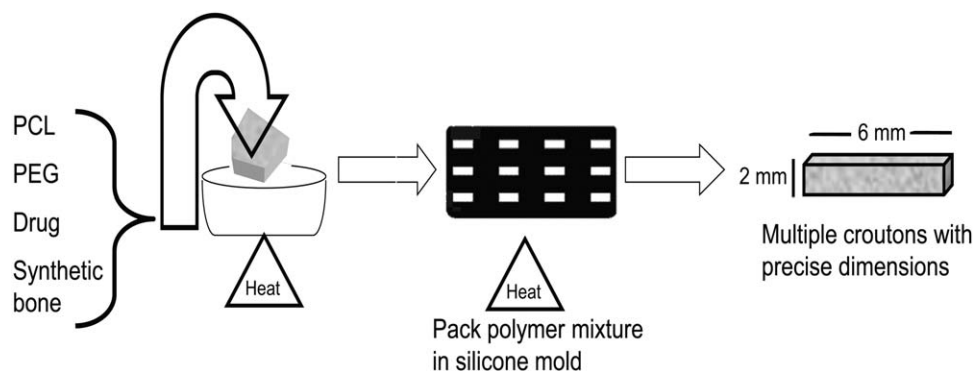 PCL
PEG
Drug
Synthetic
bone
Heat
Heat
Pack polymer mixture
in silicone mold
6 mm
2 mm
Multiple croutons with
precise dimensions